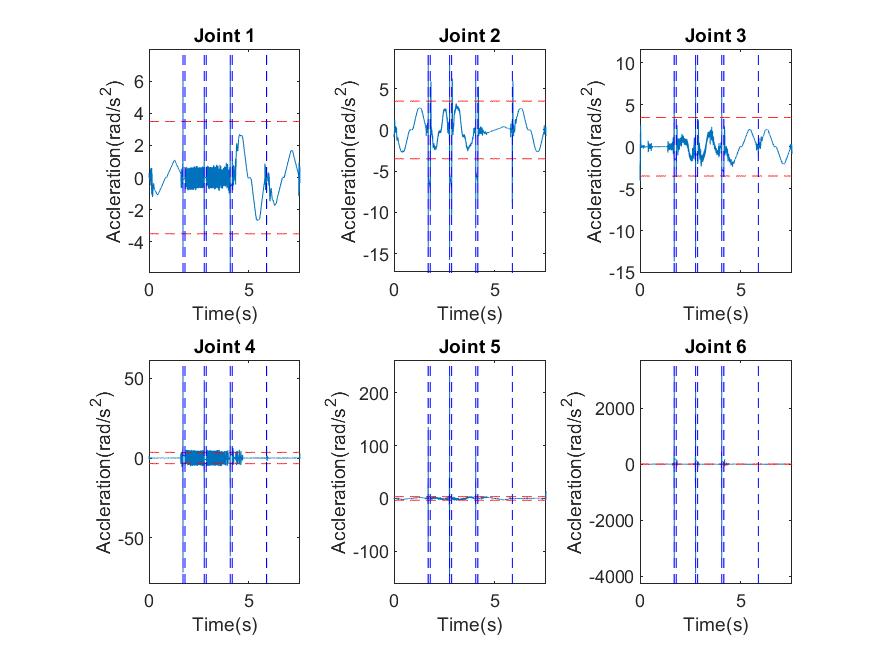 Joint 1
Joint 2
Joint 3
Accleration(rad/s²)
6
4
2
0
-2
-4
0
5
Time(s)
Accleration(rad/s²)
5
0
-5
-10
-15
0
5
Time(s)
Accleration(rad/s²)
10
5
0
-5
-10
-15
0
5
Time(s)
Joint 4
Joint 5
Joint 6
Accleration(rad/s²)
50
0
-50
0
5
Time(s)
Accleration(rad/s²)
200
100
0
-100
0
5
Time(s)
Accleration(rad/s²)
2000
0
-2000
-4000
0
5
Time(s)